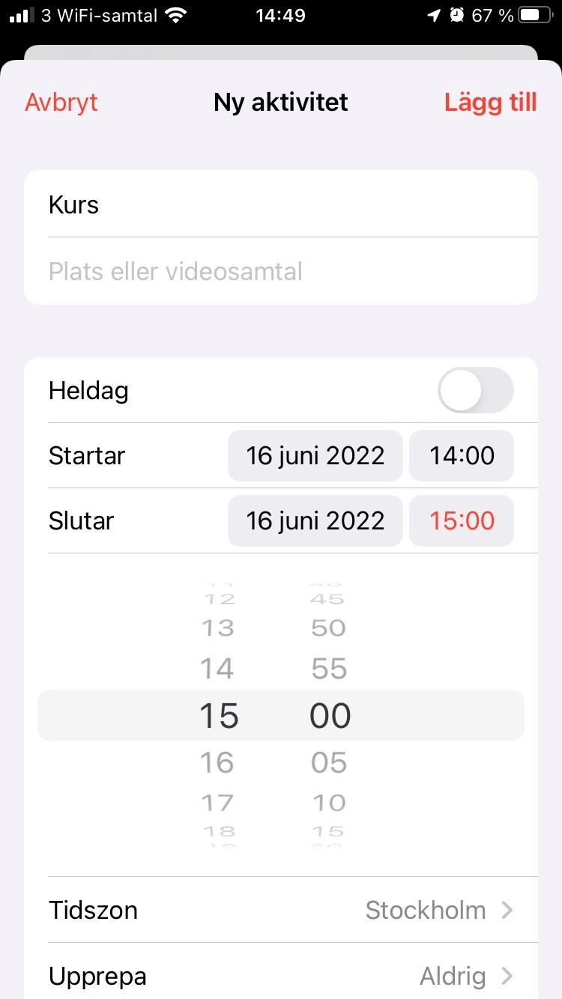 3 WiFi-samtal 14:49 67 %
Avbryt Ny aktivitet Lägg till
Kurs
Plats eller videosamtal
Heldag
Startar 16 juni 2022 14:00
Slutar 16 juni 2022 15:00
12 45
13 50
14 55
15 00
16 05
17 10
18 15
Tidszon Stockholm
Upprepa Aldrig